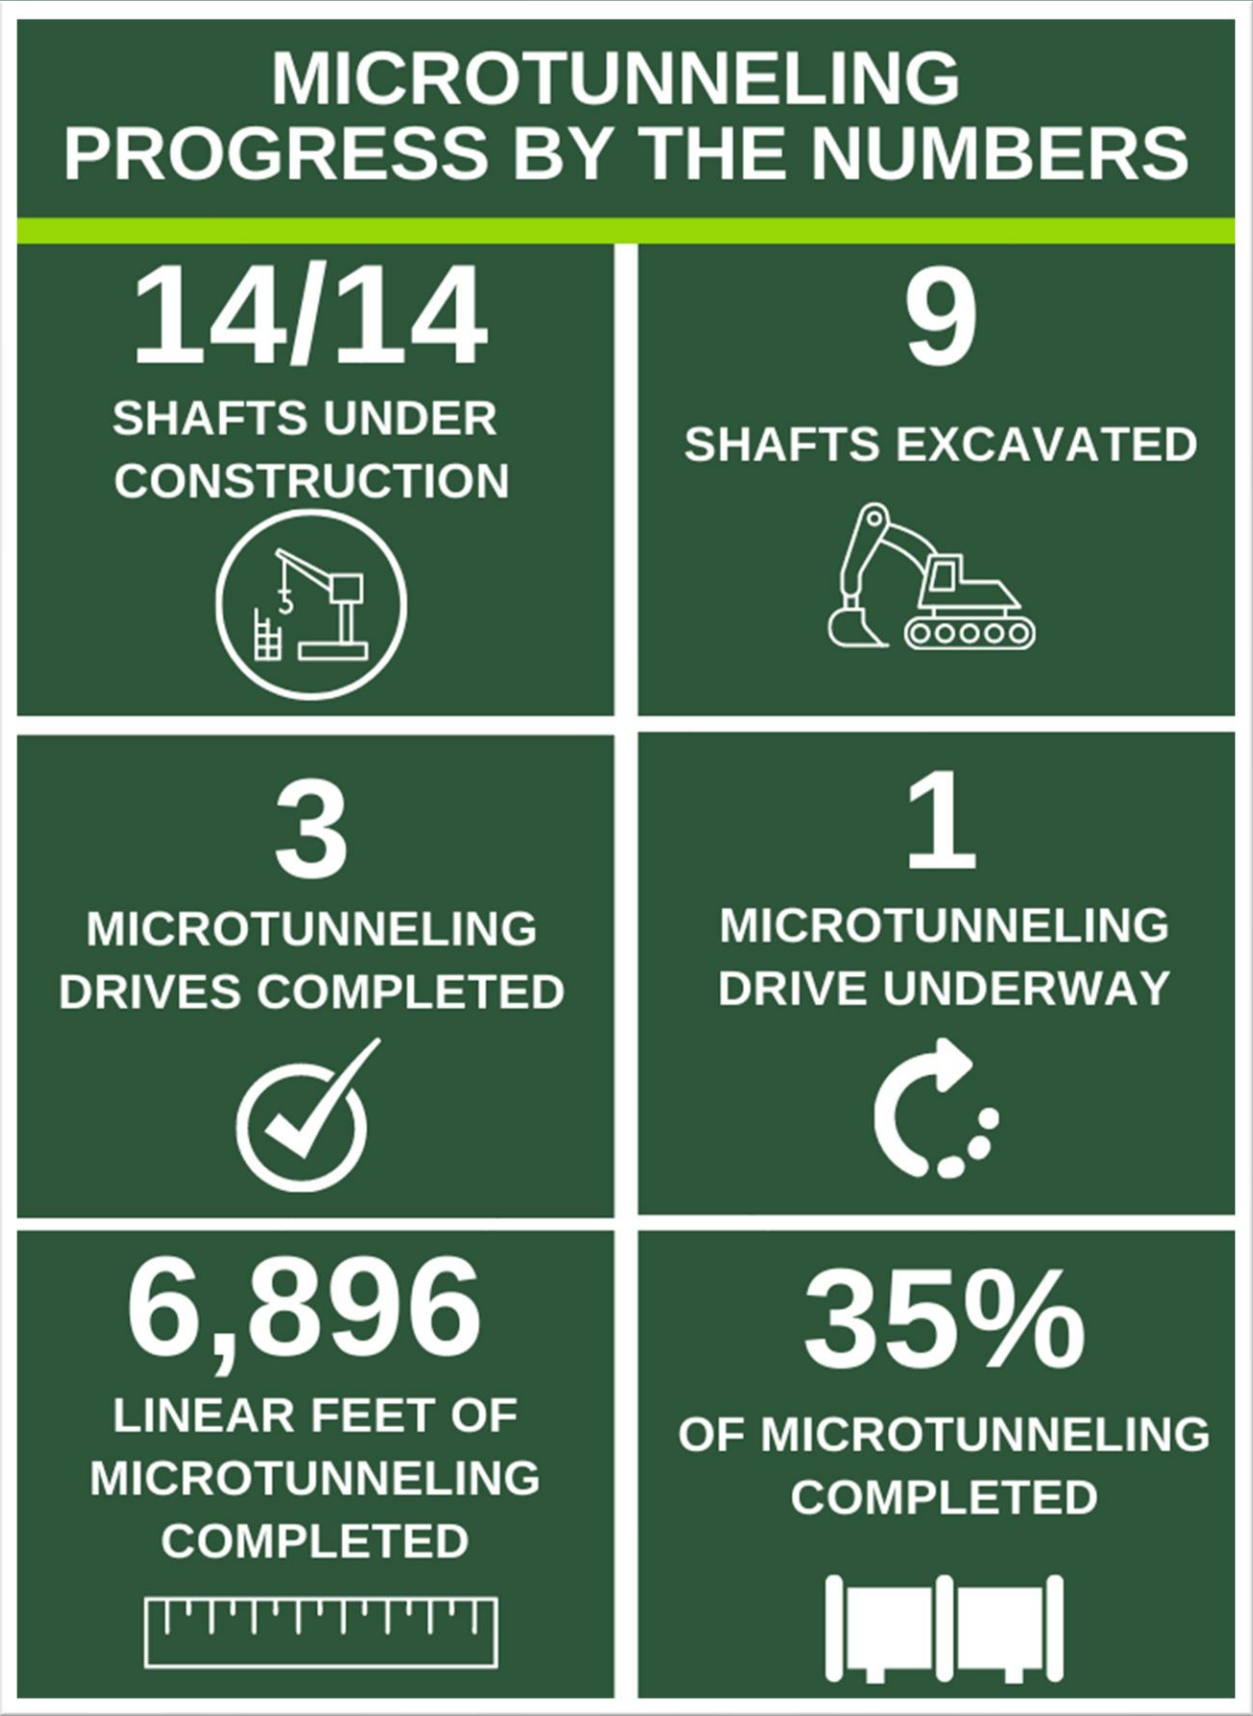 MICROTUNNELING
PROGRESS BY THE NUMBERS
14/14
SHAFTS UNDER
CONSTRUCTION
9
SHAFTS EXCAVATED
3
MICROTUNNELING
DRIVES COMPLETED
1
MICROTUNNELING
DRIVE UNDERWAY
6,896
LINEAR FEET OF
MICROTUNNELING
COMPLETED
35%
OF MICROTUNNELING
COMPLETED